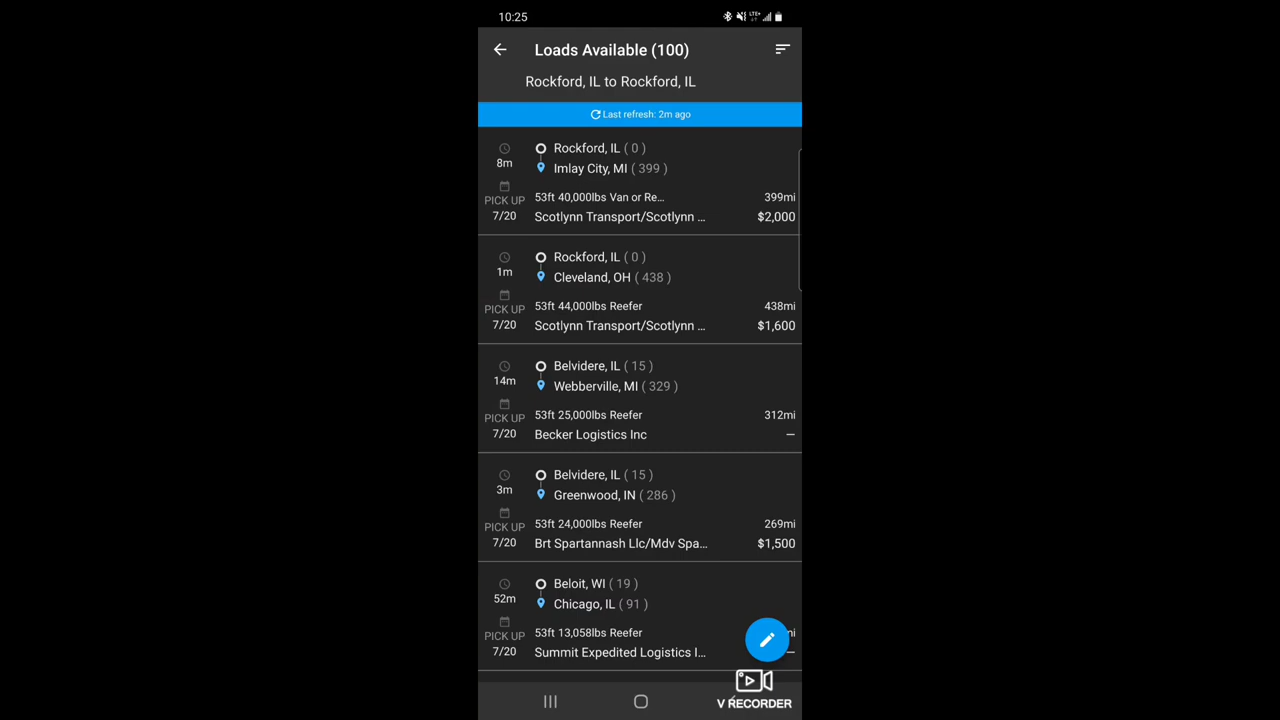 10:25
LTE+
Loads Available (100)
Rockford, IL to Rockford, IL
Last refresh: 2m ago
8m
PICK UP
7/20
Rockford, IL ( 0 )
Imlay City, MI ( 399 )
53ft 40,000lbs Van or Re...
399mi
Scotlynn Transport/Scotlynn ...
$2,000
1m
PICK UP
7/20
Rockford, IL ( 0 )
Cleveland, OH ( 438 )
53ft 44,000lbs Reefer
438mi
Scotlynn Transport/Scotlynn ...
$1,600
14m
PICK UP
7/20
Belvidere, IL ( 15 )
Webberville, MI ( 329 )
53ft 25,000lbs Reefer
312mi
Becker Logistics Inc
–
3m
PICK UP
7/20
Belvidere, IL ( 15 )
Greenwood, IN ( 286 )
53ft 24,000lbs Reefer
269mi
Brt Spartannash Llc/Mdv Spa...
$1,500
52m
PICK UP
7/20
Beloit, WI ( 19 )
Chicago, IL ( 91 )
53ft 13,058lbs Reefer
Summit Expedited Logistics I...
–
V RECORDER